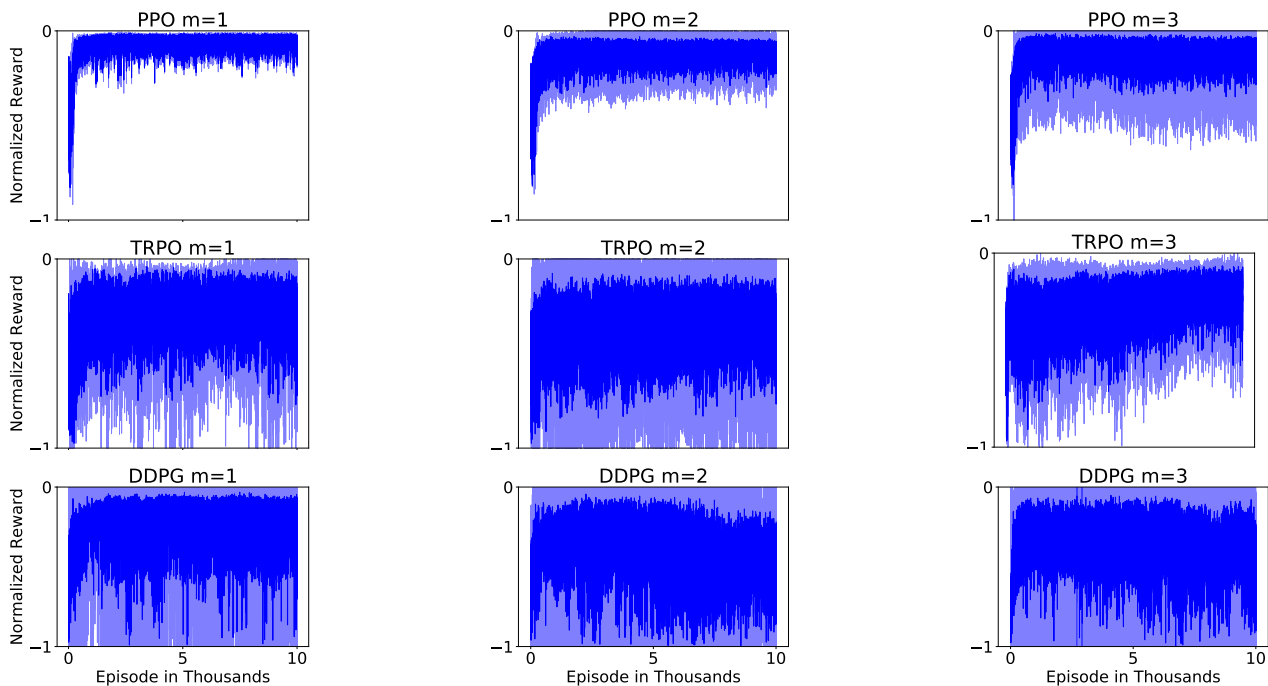 PPO m=1 PPO m=2 PPO m=3
0 0 0
Normalized Reward
−1 −1 −1
TRPO m=1 TRPO m=2 TRPO m=3
0 0 0
Normalized Reward
−1 −1 −1
DDPG m=1 DDPG m=2 DDPG m=3
0 0 0
Normalized Reward
−1 −1 −1
0 5 10 0 5 10 0 5 10
Episode in Thousands Episode in Thousands Episode in Thousands